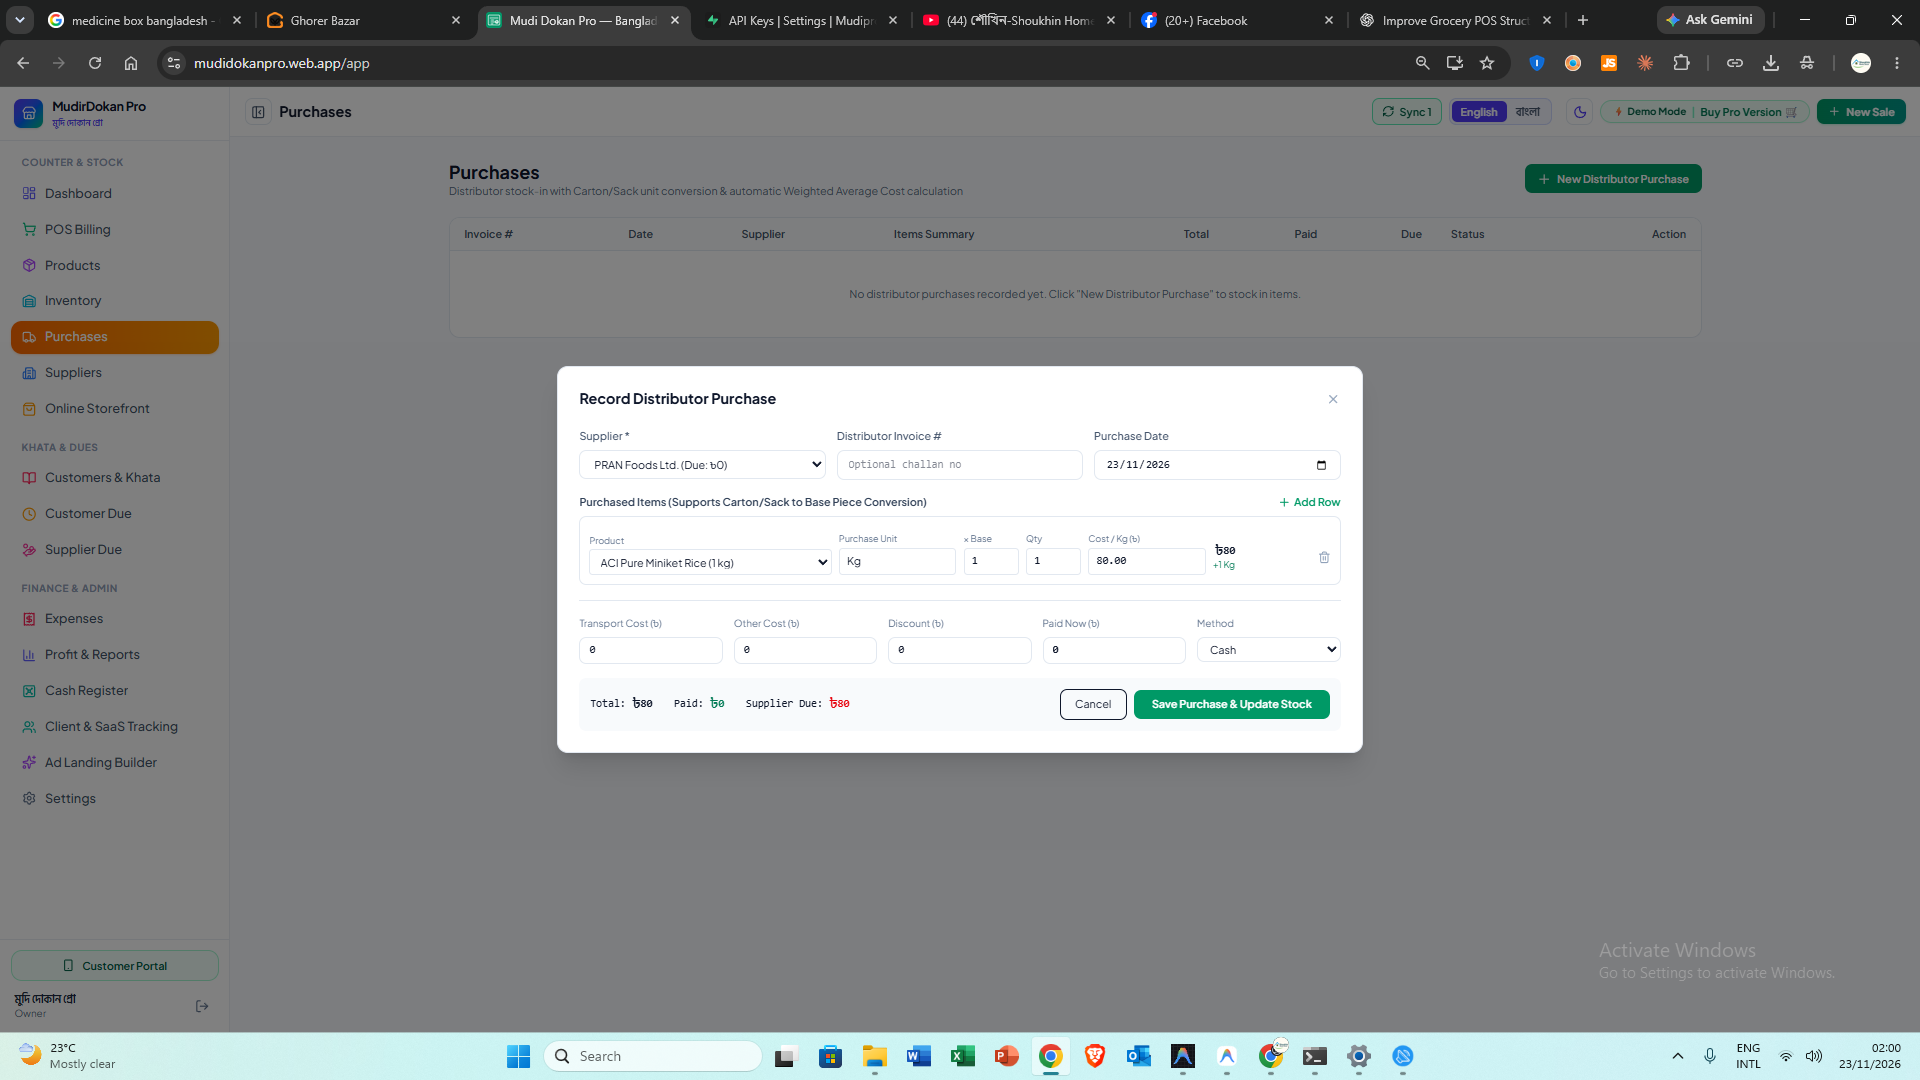 medicine box bangladesh -
Ghorer Bazar
Mudi Dokan Pro — Banglad
API Keys | Settings | Mudipr
(44) শৌখিন-Shoukhin Home
(20+) Facebook
Improve Grocery POS Struct
Ask Gemini
mudidokanpro.web.app/app
MudirDokan Pro
মুদি দোকান প্রো
Purchases
Sync 1
English
বাংলা
Demo Mode
Buy Pro Version
New Sale
COUNTER & STOCK
Dashboard
POS Billing
Products
Inventory
Purchases
Suppliers
Online Storefront
KHATA & DUES
Customers & Khata
Customer Due
Supplier Due
FINANCE & ADMIN
Expenses
Profit & Reports
Cash Register
Client & SaaS Tracking
Ad Landing Builder
Settings
Customer Portal
মুদি দোকান প্রো
Owner
Purchases
Distributor stock-in with Carton/Sack unit conversion & automatic Weighted Average Cost calculation
+ New Distributor Purchase
Invoice # Date Supplier Items Summary Total Paid Due Status Action
No distributor purchases recorded yet. Click "New Distributor Purchase" to stock in items.
Record Distributor Purchase
Supplier * Distributor Invoice # Purchase Date
PRAN Foods Ltd. (Due: ৳0) Optional challan no 23/11/2026
Purchased Items (Supports Carton/Sack to Base Piece Conversion) + Add Row
Product Purchase Unit × Base Qty Cost / Kg (৳)
ACI Pure Miniket Rice (1 kg) Kg 1 1 80.00 ৳80
+1 Kg
Transport Cost (৳) Other Cost (৳) Discount (৳) Paid Now (৳) Method
0 0 0 0 Cash
Total: ৳80 Paid: ৳0 Supplier Due: ৳80 Cancel Save Purchase & Update Stock
Activate Windows
Go to Settings to activate Windows.
23°C
Mostly clear
Search
ENG
INTL
02:00
23/11/2026